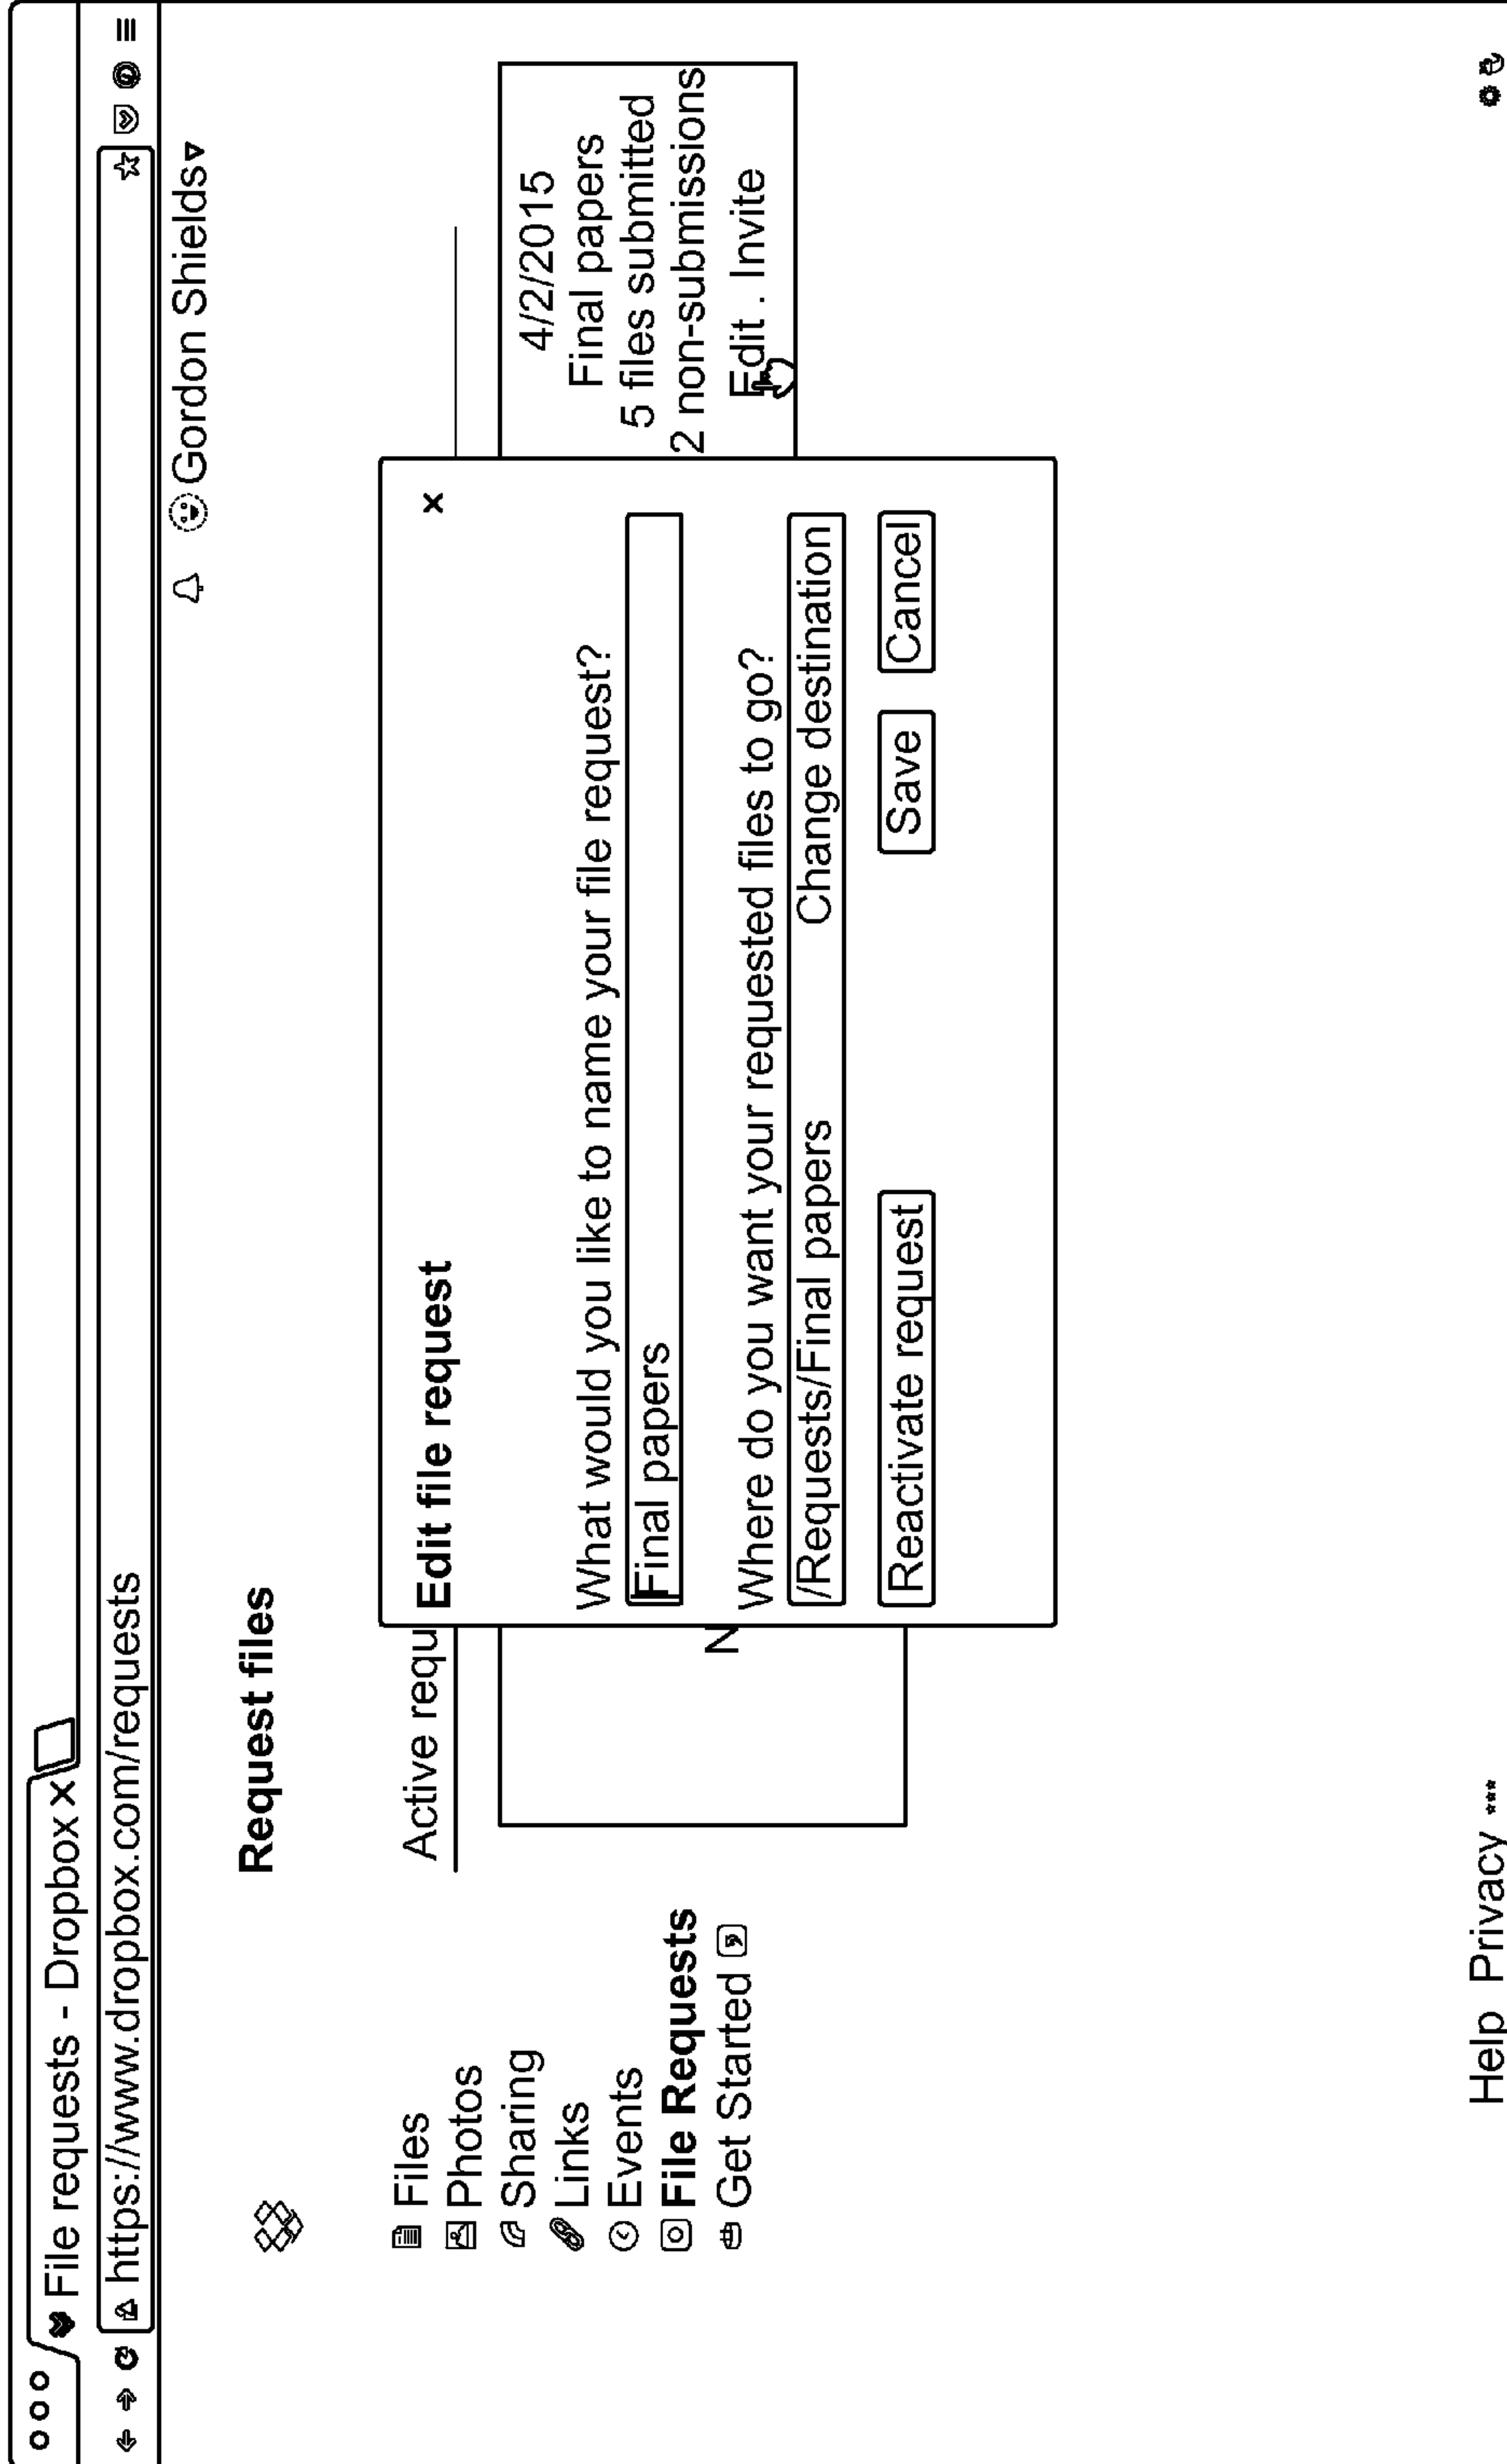 File requests - Dropbox
https://www.dropbox.com/requests
Gordon Shields
Request files
Files
Photos
Sharing
Links
Events
File Requests
Get Started
Active requ
N
Edit file request
What would you like to name your file request?
Final papers
Where do you want your requested files to go?
/Requests/Final papers Change destination
Reactivate request Save Cancel
4/2/2015
Final papers
5 files submitted
2 non-submissions
Edit . Invite
Help Privacy